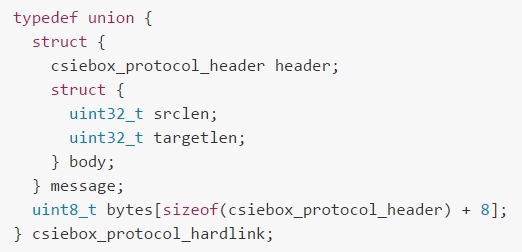 typedef union {
  struct {
    csiebox_protocol_header header;
    struct {
      uint32_t srclen;
      uint32_t targetlen;
    } body;
  } message;
  uint8_t bytes[sizeof(csiebox_protocol_header) + 8];
} csiebox_protocol_hardlink;